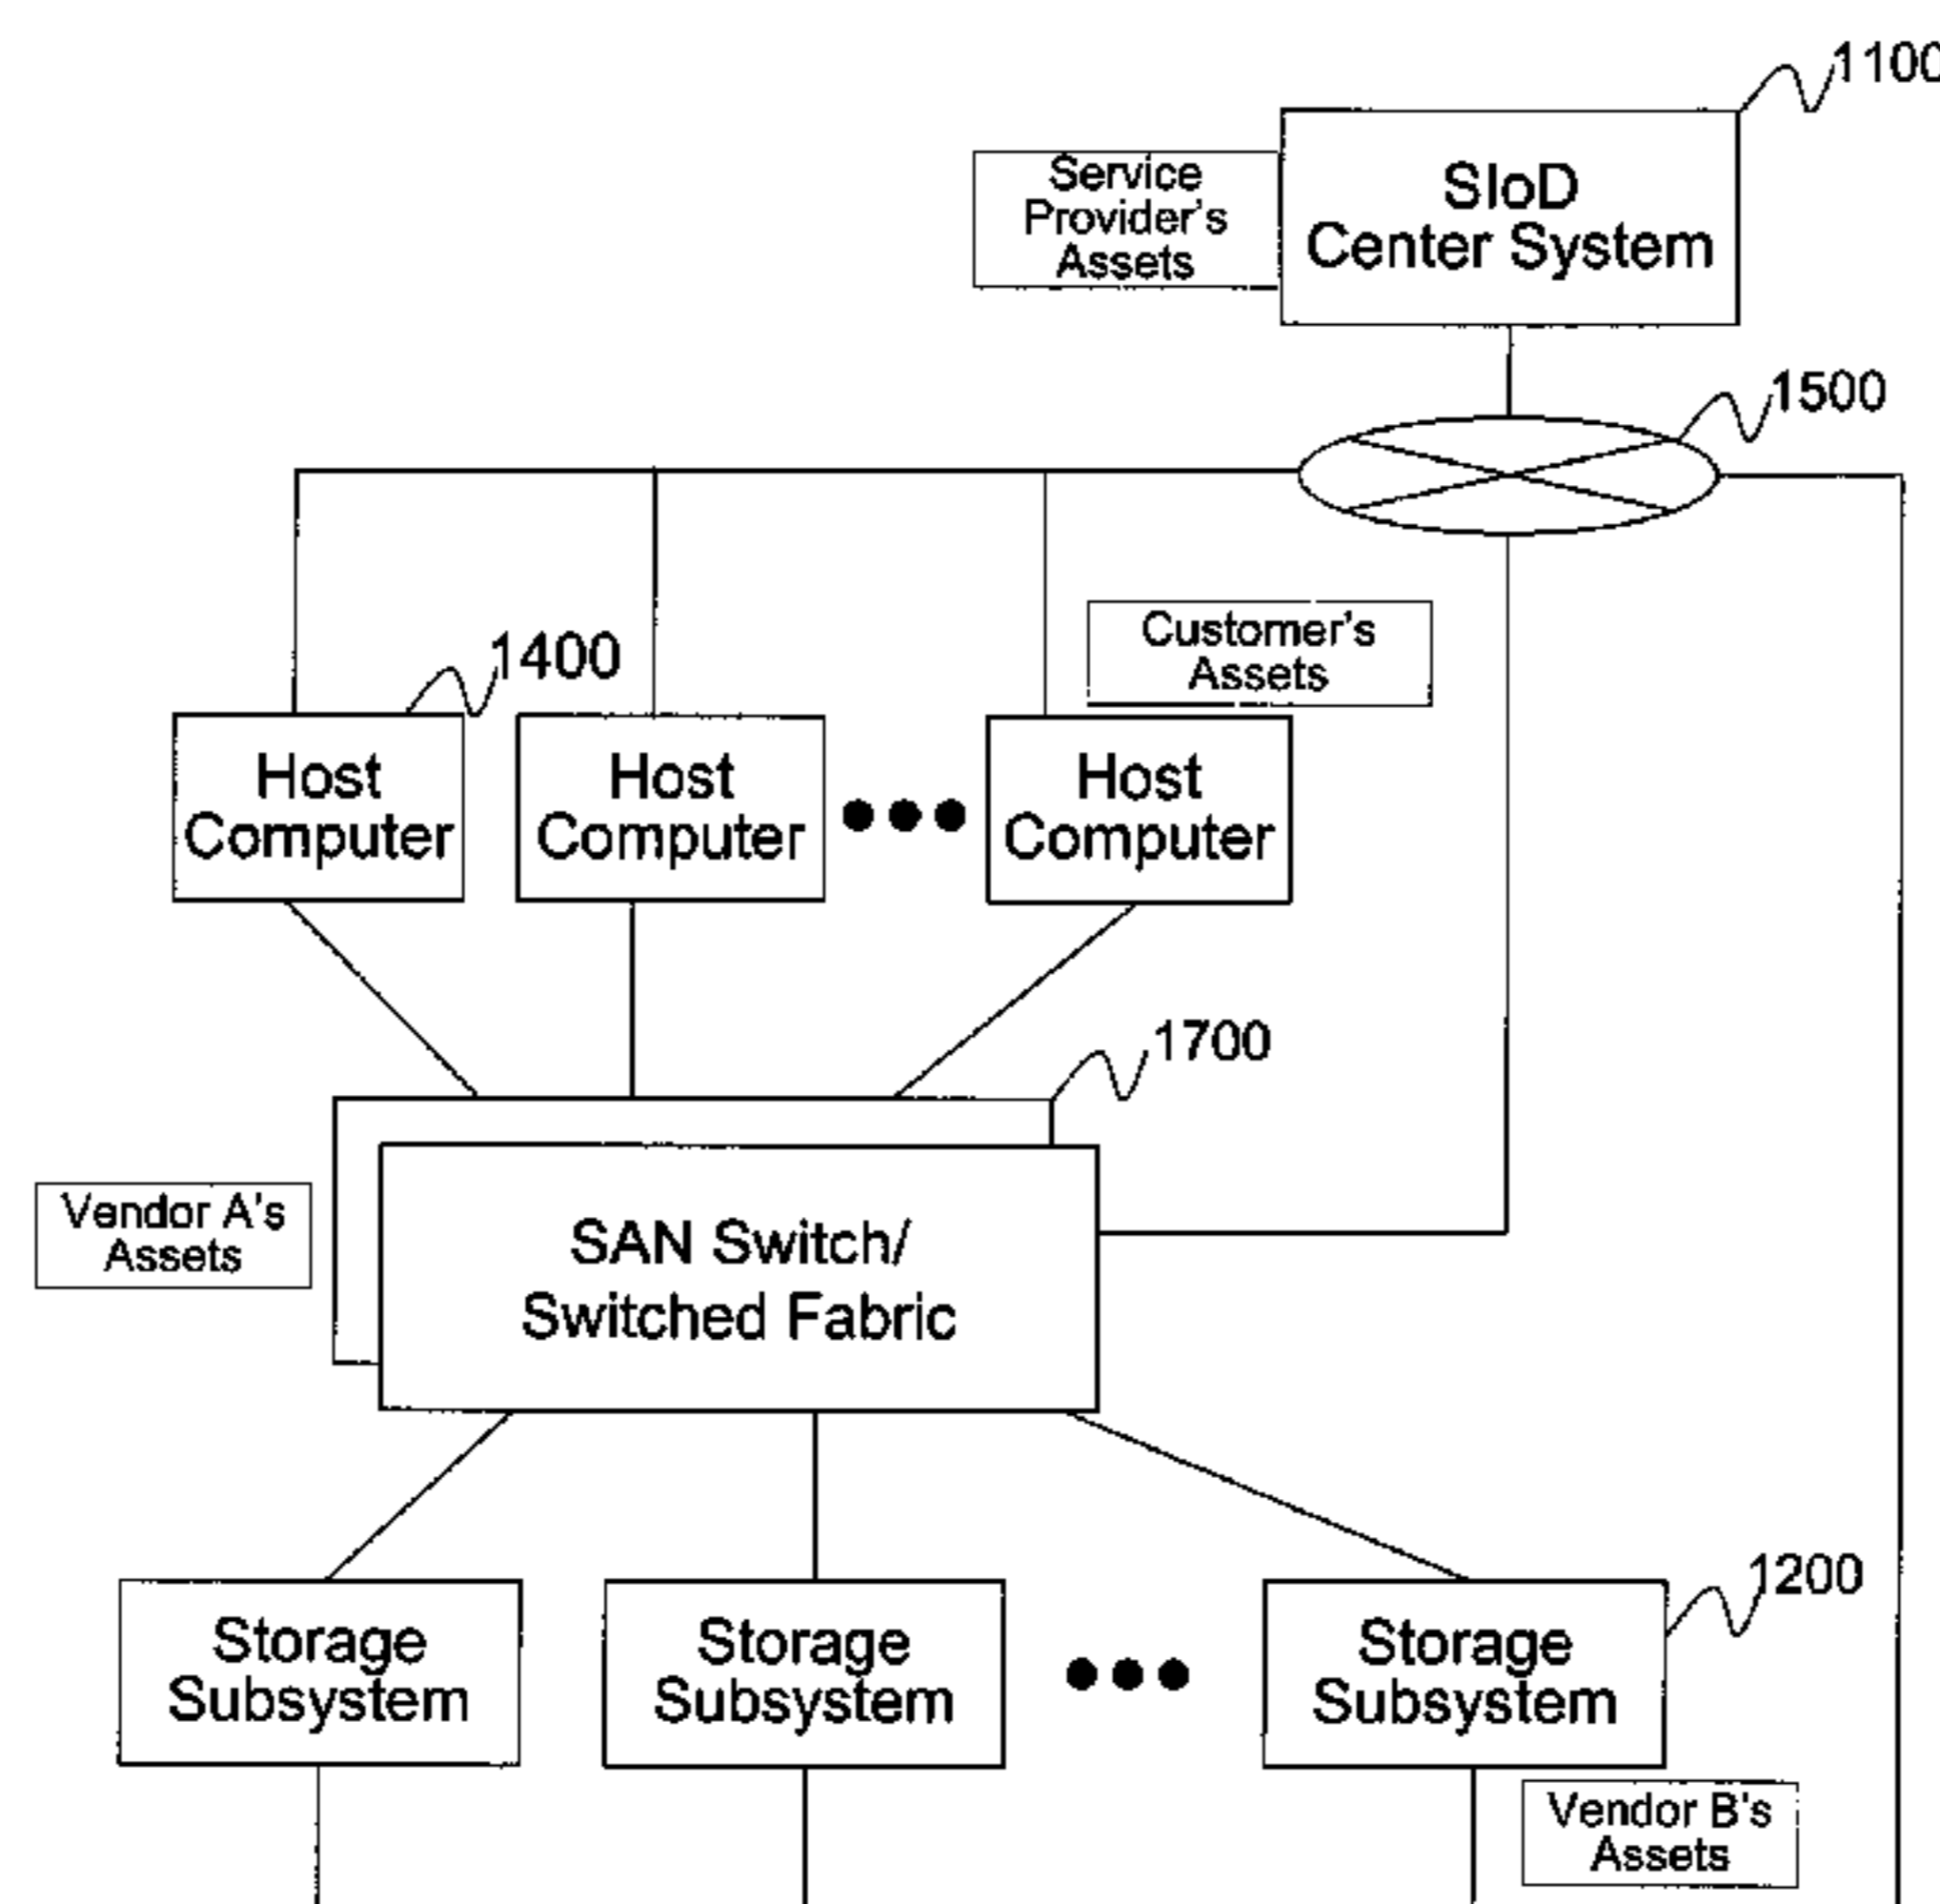 1100
Service
Provider's
Assets
SIoD
Center System
1500
Customer's
Assets
1400
Host
Computer
Host
Computer
Host
Computer
1700
Vendor A's
Assets
SAN Switch/
Switched Fabric
1200
Storage
Subsystem
Storage
Subsystem
Storage
Subsystem
Vendor B's
Assets